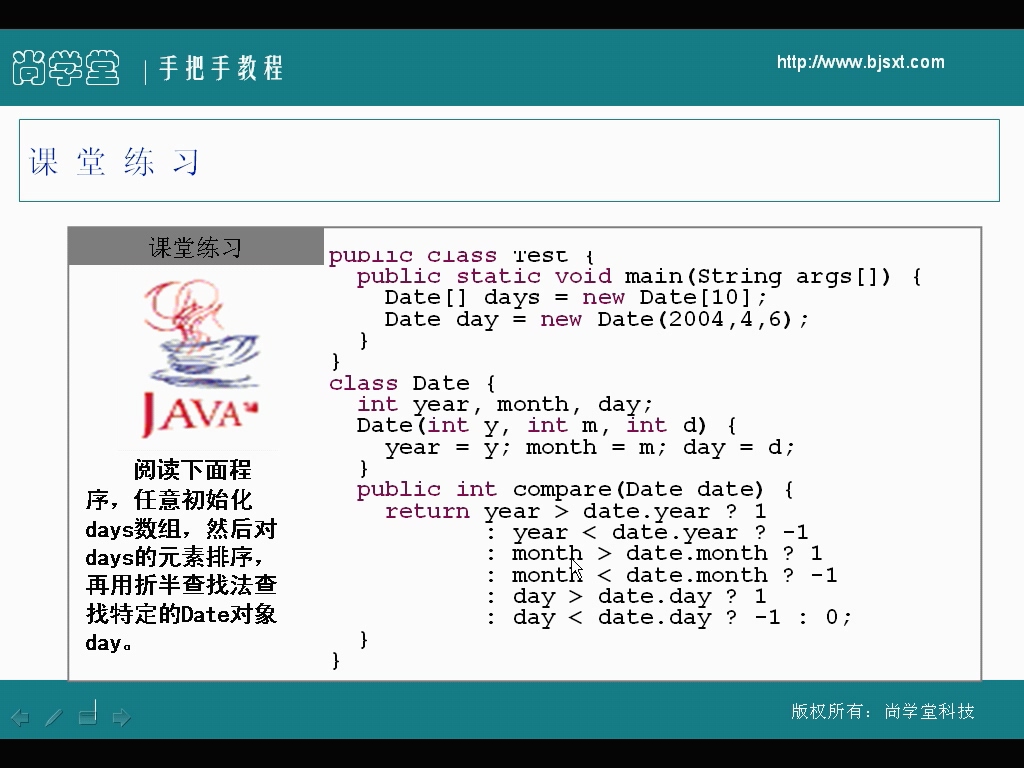 尚学堂 | 手把手教程
http://www.bjsxt.com
课堂练习
课堂练习
JAVA
阅读下面程
序，任意初始化
days数组，然后对
days的元素排序，
再用折半查找法查
找特定的Date对象
day。
public class Test {
  public static void main(String args[]) {
    Date[] days = new Date[10];
    Date day = new Date(2004,4,6);
  }
}
class Date {
  int year, month, day;
  Date(int y, int m, int d) {
    year = y; month = m; day = d;
  }
  public int compare(Date date) {
    return year > date.year ? 1
           : year < date.year ? -1
           : month > date.month ? 1
           : month < date.month ? -1
           : day > date.day ? 1
           : day < date.day ? -1 : 0;
  }
}
版权所有：尚学堂科技